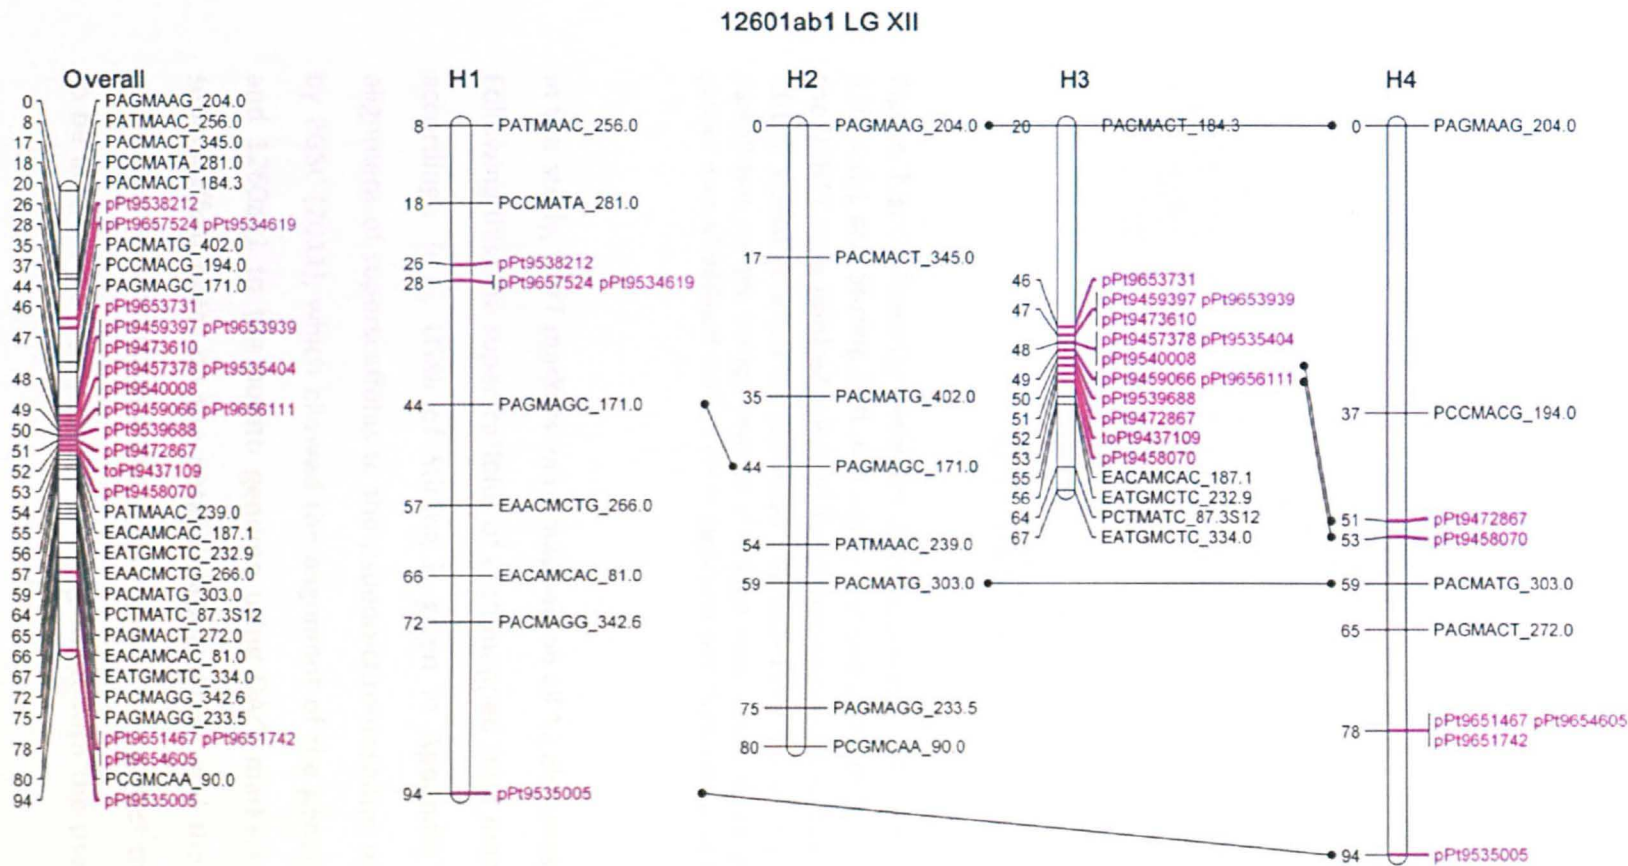 12601ab1 LG XII
Overall
0 PAGMAAG_204.0
8 PATMAAC_256.0
17 PACMACT_345.0
18 PCCMATA_281.0
20 PACMACT_184.3
26 pPt9538212
28 pPt9657524 pPt9534619
35 PACMATG_402.0
37 PCCMACG_194.0
44 PAGMAGC_171.0
46 pPt9653731
pPt9459397 pPt9653939
47 pPt9473610
pPt9457378 pPt9535404
48 pPt9540008
49 pPt9459066 pPt9656111
50 pPt9539688
51 pPt9472867
52 toPt9437109
53 pPt9458070
54 PATMAAC_239.0
55 EACAMCAC_187.1
56 EATGMCTC_232.9
57 EAACMCTG_266.0
59 PACMATG_303.0
64 PCTMATC_87.3S12
65 PAGMACT_272.0
66 EACAMCAC_81.0
67 EATGMCTC_334.0
72 PACMAGG_342.6
75 PAGMAGG_233.5
78 pPt9651467 pPt9651742
pPt9654605
80 PCGMCAA_90.0
94 pPt9535005
H1
8 PATMAAC_256.0
18 PCCMATA_281.0
26 pPt9538212
28 pPt9657524 pPt9534619
44 PAGMAGC_171.0
57 EAACMCTG_266.0
66 EACAMCAC_81.0
72 PACMAGG_342.6
94 pPt9535005
H2
0 PAGMAAG_204.0
17 PACMACT_345.0
35 PACMATG_402.0
44 PAGMAGC_171.0
54 PATMAAC_239.0
59 PACMATG_303.0
75 PAGMAGG_233.5
80 PCGMCAA_90.0
H3
20 PACMACT_184.3
46 pPt9653731
pPt9459397 pPt9653939
47 pPt9473610
pPt9457378 pPt9535404
48 pPt9540008
49 pPt9459066 pPt9656111
50 pPt9539688
51 pPt9472867
52 toPt9437109
53 pPt9458070
55 EACAMCAC_187.1
56 EATGMCTC_232.9
64 PCTMATC_87.3S12
67 EATGMCTC_334.0
H4
0 PAGMAAG_204.0
37 PCCMACG_194.0
51 pPt9472867
53 pPt9458070
59 PACMATG_303.0
65 PAGMACT_272.0
78 pPt9651467 pPt9654605
pPt9651742
94 pPt9535005